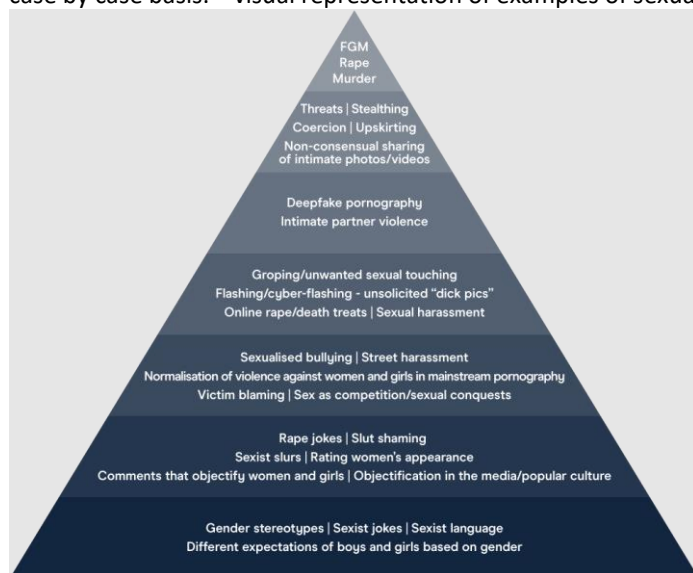 case by case basis. Visual representation of examples of sexua
FGM
Rape
Murder
Threats | Stealthing
Coercion | Upskirting
Non-consensual sharing
of intimate photos/videos
Deepfake pornography
Intimate partner violence
Groping/unwanted sexual touching
Flashing/cyber-flashing - unsolicited “dick pics”
Online rape/death treats | Sexual harassment
Sexualised bullying | Street harassment
Normalisation of violence against women and girls in mainstream pornography
Victim blaming | Sex as competition/sexual conquests
Rape jokes | Slut shaming
Sexist slurs | Rating women's appearance
Comments that objectify women and girls | Objectification in the media/popular culture
Gender stereotypes | Sexist jokes | Sexist language
Different expectations of boys and girls based on gender